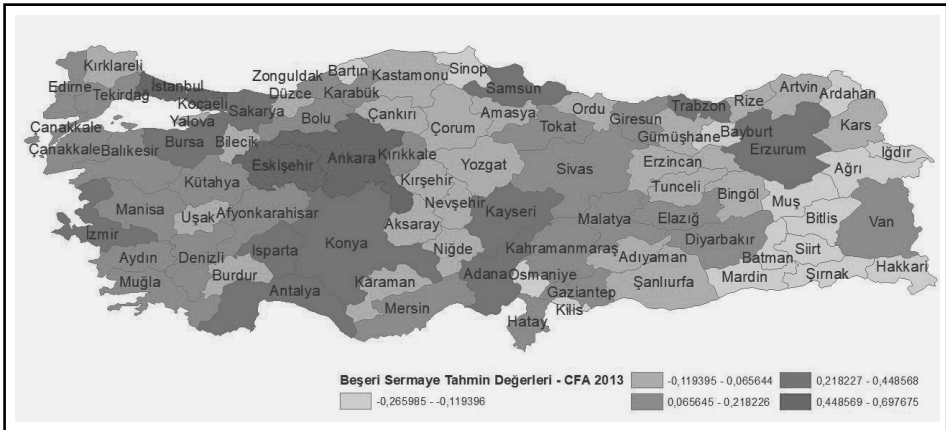 Kırklareli
Edirne
Tekirdağ
İstanbul
Kocaeli
Yalova
Sakarya
Zonguldak
Düzce
Bartın
Karabük
Kastamonu
Sinop
Samsun
Ordu
Giresun
Trabzon
Rize
Artvin
Ardahan
Çanakkale
Çanakkale
Balıkesir
Bursa
Bilecik
Bolu
Çankırı
Çorum
Amasya
Tokat
Gümüşhane
Bayburt
Erzurum
Kars
Iğdır
Ağrı
Eskişehir
Ankara
Kırıkkale
Kırşehir
Yozgat
Sivas
Erzincan
Tunceli
Bingöl
Muş
Bitlis
Van
Kütahya
Manisa
Uşak
Afyonkarahisar
Aksaray
Nevşehir
Kayseri
Malatya
Elazığ
Diyarbakır
Batman
Siirt
Şırnak
Hakkari
İzmir
Aydın
Denizli
Isparta
Konya
Niğde
Kahramanmaraş
Adıyaman
Şanlıurfa
Mardin
Muğla
Burdur
Antalya
Karaman
Mersin
Adana
Osmaniye
Gaziantep
Kilis
Hatay
Beşeri Sermaye Tahmin Değerleri - CFA 2013
-0,265985 - -0,119396
-0,119395 - 0,065644
0,065645 - 0,218226
0,218227 - 0,448568
0,448569 - 0,697675